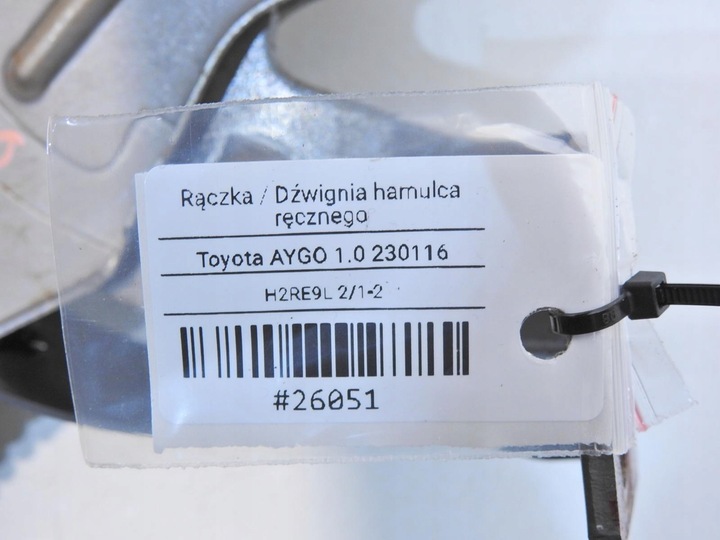 Rączka / Dźwignia hamulca
ręcznego
Toyota AYGO 1.0 230116
H2RE9L 2/1-2
#26051